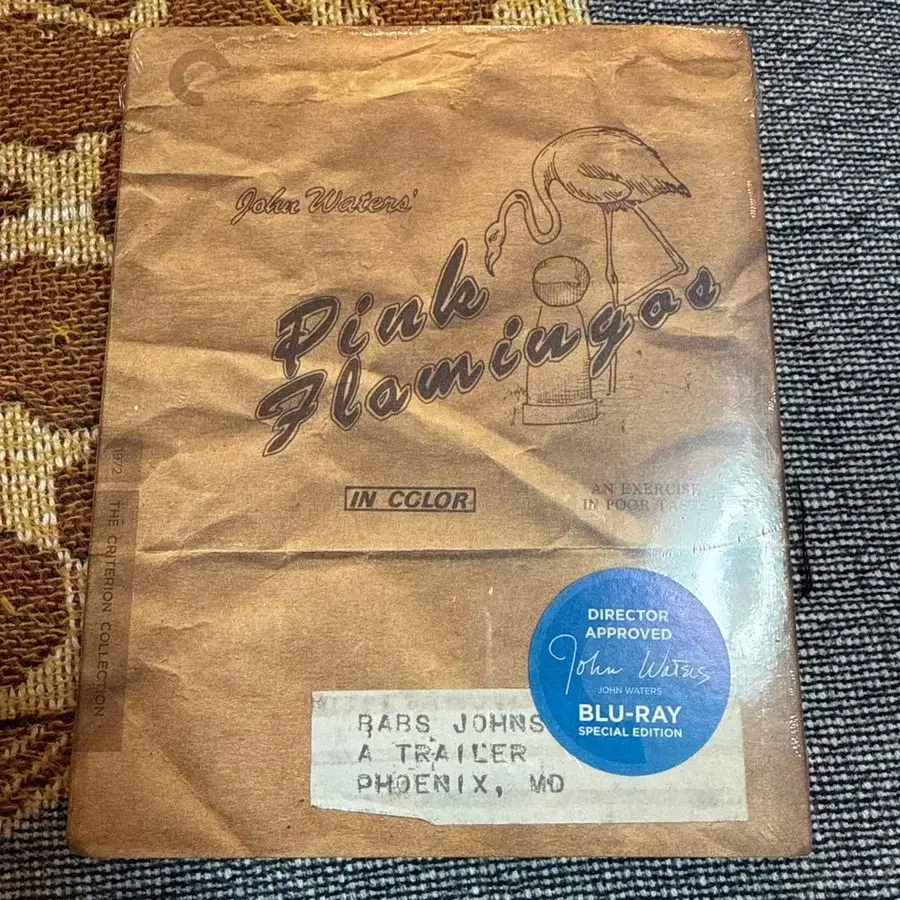 John Waters'
Pink
Flamingos
IN COLOR
AN EXERCISE
IN POOR TASTE
1972
THE CRITERION COLLECTION
DIRECTOR
APPROVED
John Waters
JOHN WATERS
BLU-RAY
SPECIAL EDITION
BABS JOHNS
A TRAILER
PHOENIX, MD